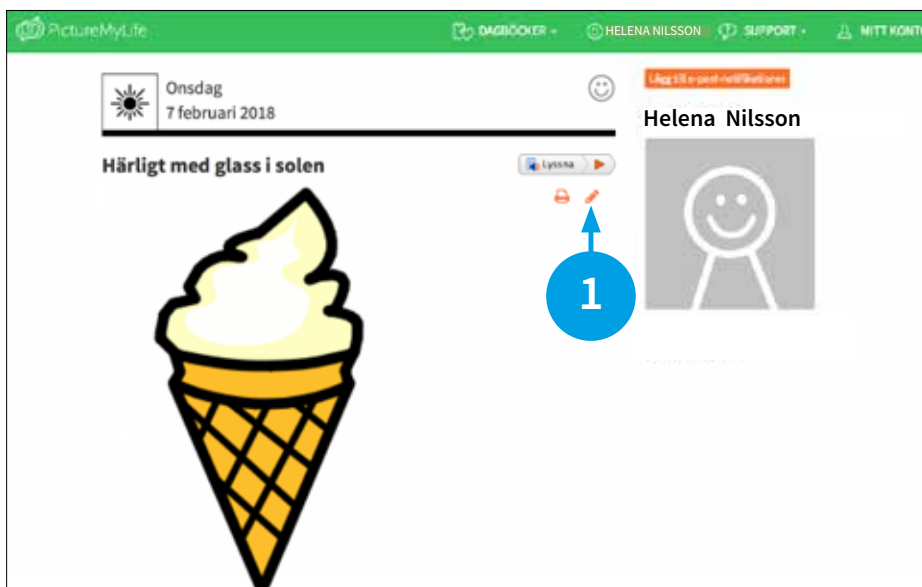 PictureMyLife
DAGBÖCKER
HELENA NILSSON
SUPPORT
MITT KONTO
Onsdag
7 februari 2018
Lägg till e-post-notifikationer
Helena Nilsson
Härligt med glass i solen
Lyssna
1